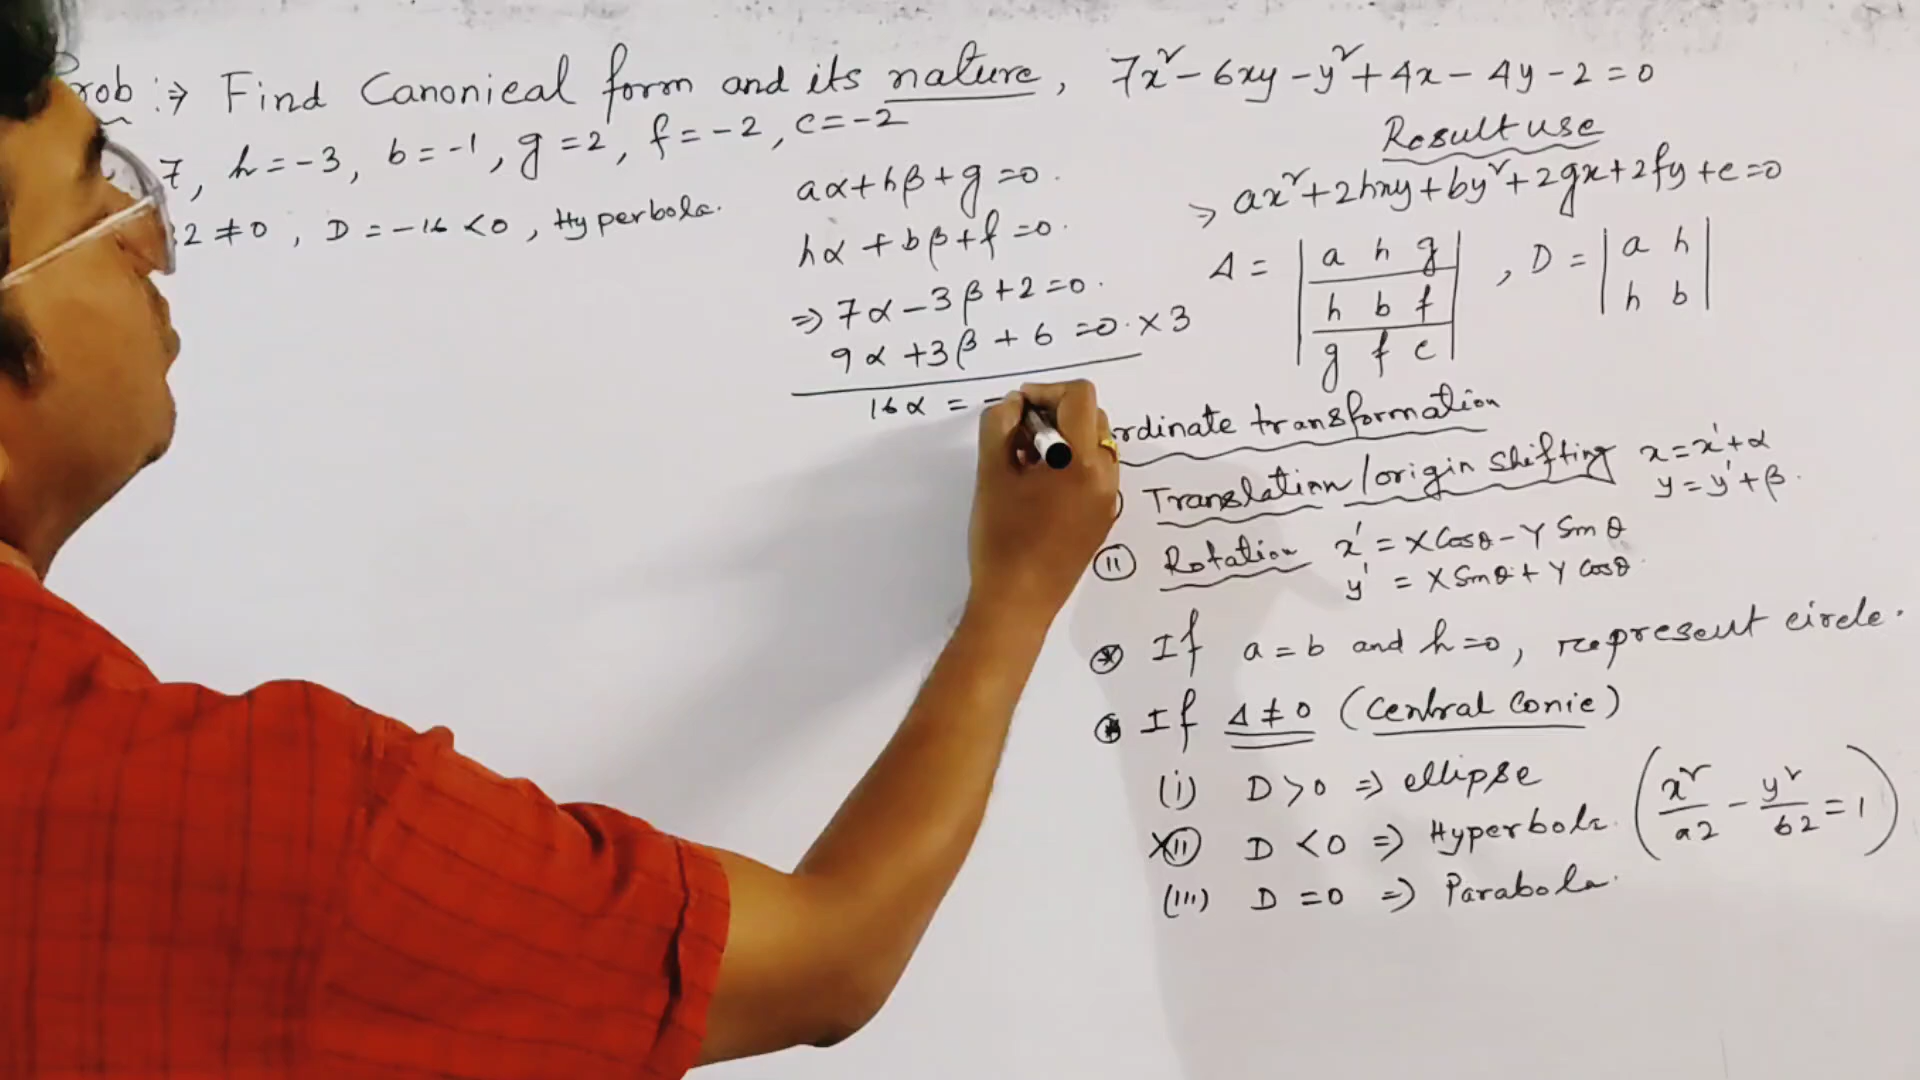 rob :⇒ Find Canonical form and its nature, 7x² - 6xy - y² + 4x - 4y - 2 = 0
7, h = -3, b = -1, g = 2, f = -2, c = -2
2 ≠ 0, D = -16 < 0, Hyperbola.
aα + hβ + g = 0.
hα + bβ + f = 0.
⇒ 7α - 3β + 2 = 0.
9α + 3β + 6 = 0. × 3
16α = -
Result use
⇒ ax² + 2hxy + by² + 2gx + 2fy + c = 0
Δ = | a h g |, D = | a h |
| h b f | | h b |
| g f c |
rdinate transformation
) Translation/origin shifting x = x' + α
y = y' + β.
(II) Rotation x' = X Cosθ - Y Sinθ
y' = X Sinθ + Y Cosθ.
* If a = b and h = 0, represent circle.
* If Δ ≠ 0 (Central Conic)
(i) D > 0 ⇒ ellipse
(ii) D < 0 ⇒ Hyperbola. (x²/a2 - y²/b2 = 1)
(iii) D = 0 ⇒ Parabola.